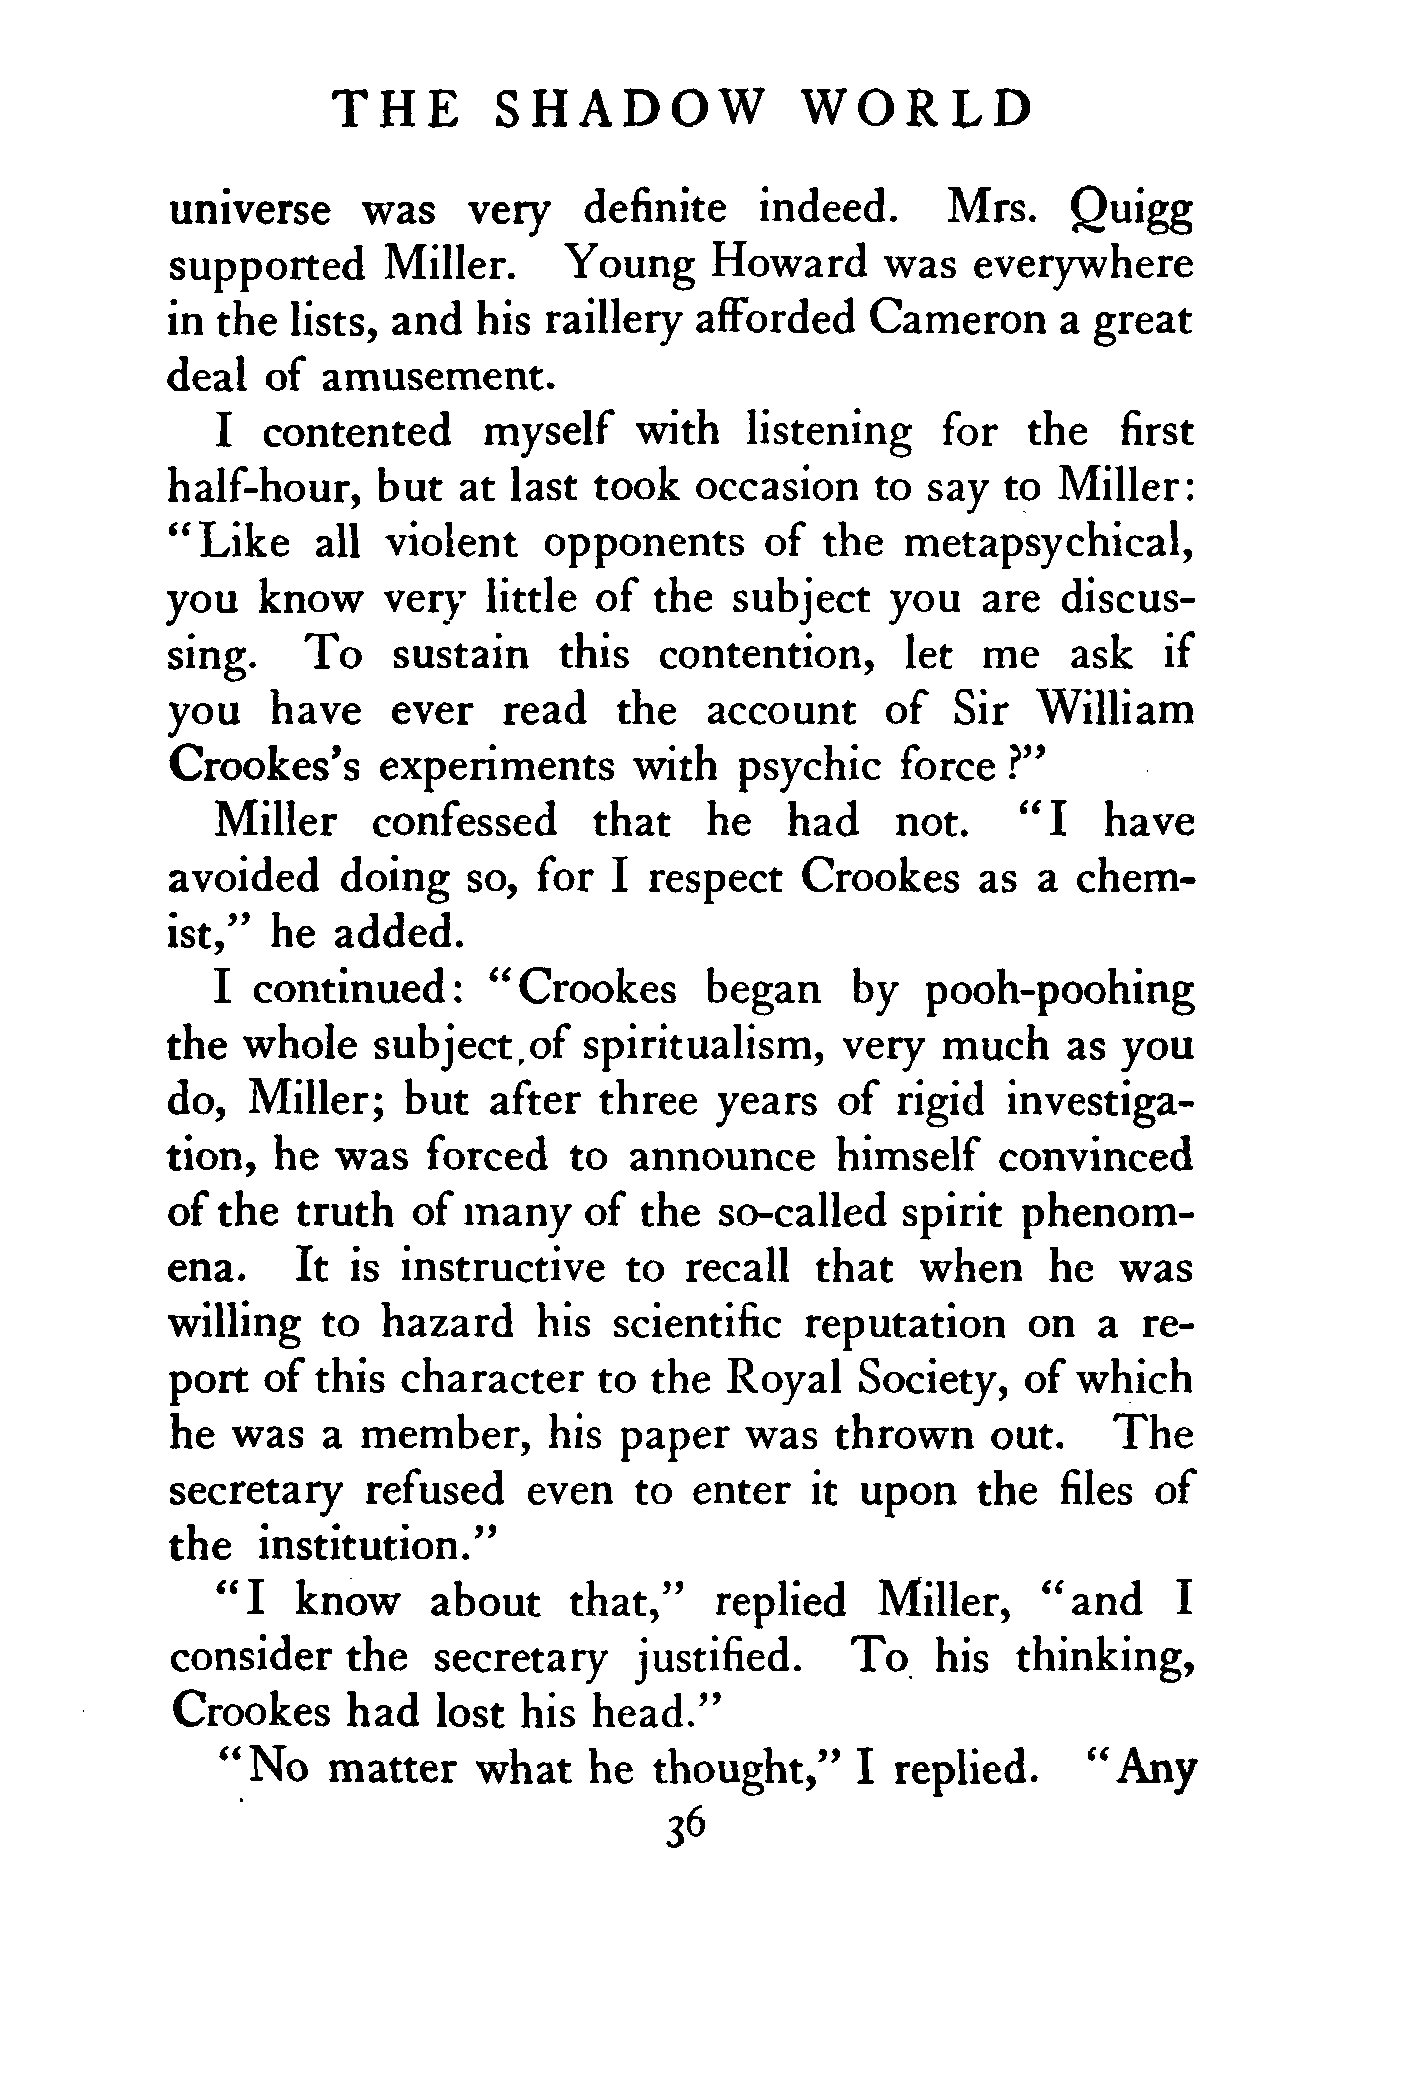 THE SHADOW WORLD
universe was very definite indeed. Mrs. Quigg
supported Miller. Young Howard was everywhere
in the lists, and his raillery afforded Cameron a great
deal of amusement.
I contented myself with listening for the first
half-hour, but at last took occasion to say to Miller:
“Like all violent opponents of the metapsychical,
you know very little of the subject you are discus-
sing. To sustain this contention, let me ask if
you have ever read the account of Sir William
Crookes’s experiments with psychic force?”
Miller confessed that he had not. “I have
avoided doing so, for I respect Crookes as a chem-
ist,” he added.
I continued: “Crookes began by pooh-poohing
the whole subject of spiritualism, very much as you
do, Miller; but after three years of rigid investiga-
tion, he was forced to announce himself convinced
of the truth of many of the so-called spirit phenom-
ena. It is instructive to recall that when he was
willing to hazard his scientific reputation on a re-
port of this character to the Royal Society, of which
he was a member, his paper was thrown out. The
secretary refused even to enter it upon the files of
the institution.”
“I know about that,” replied Miller, “and I
consider the secretary justified. To his thinking,
Crookes had lost his head.”
“No matter what he thought,” I replied. “Any
36